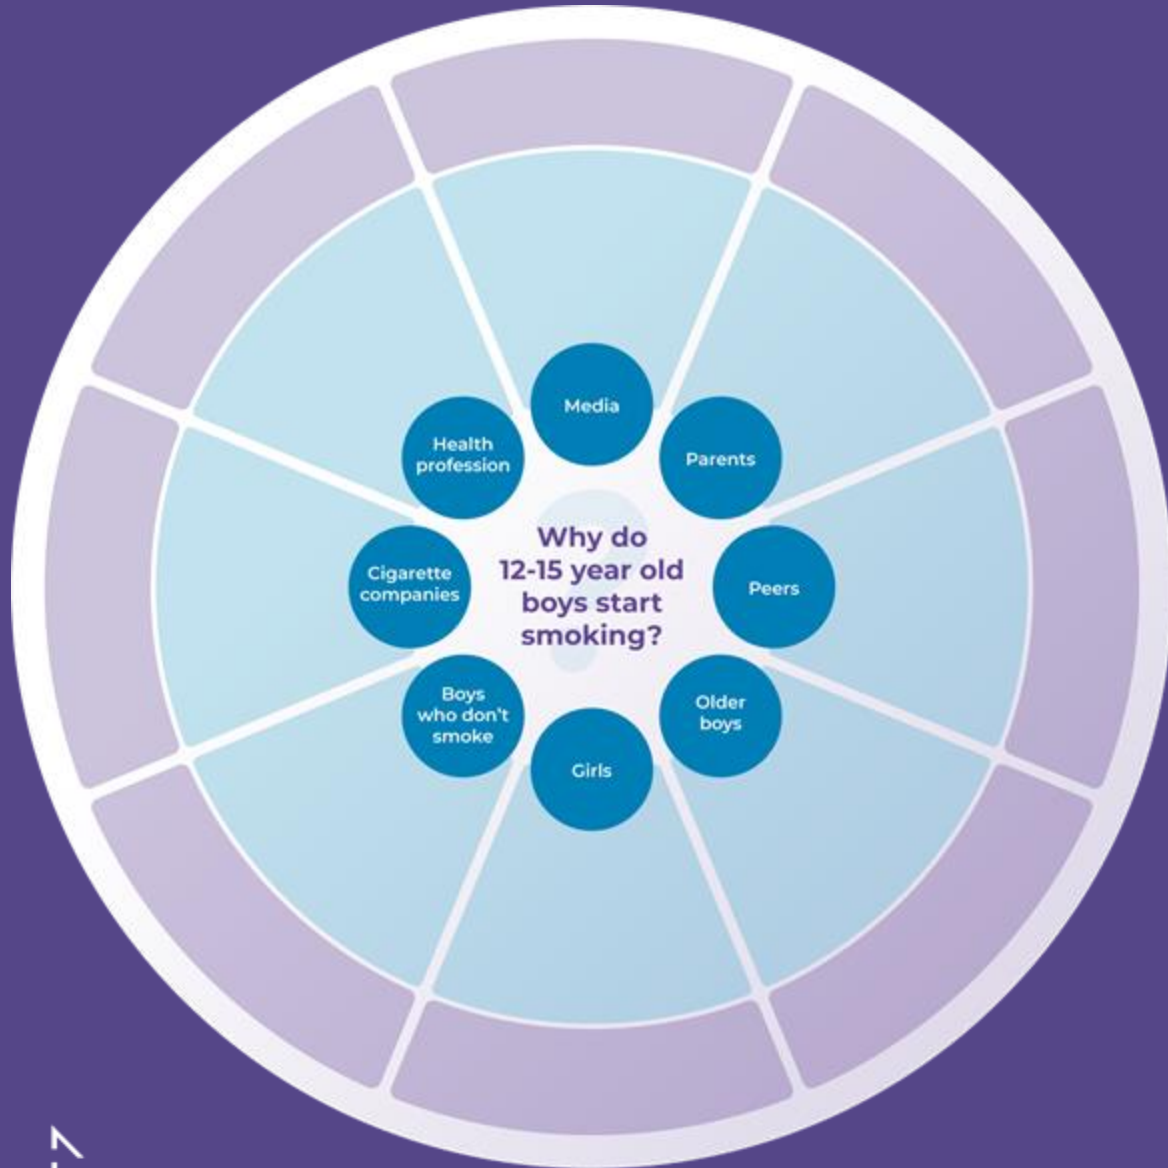 Media
Health
profession
Parents
Why do
12-15 year old
boys start
smoking?
Cigarette
companies
Peers
Boys
who don't
smoke
Older
boys
Girls